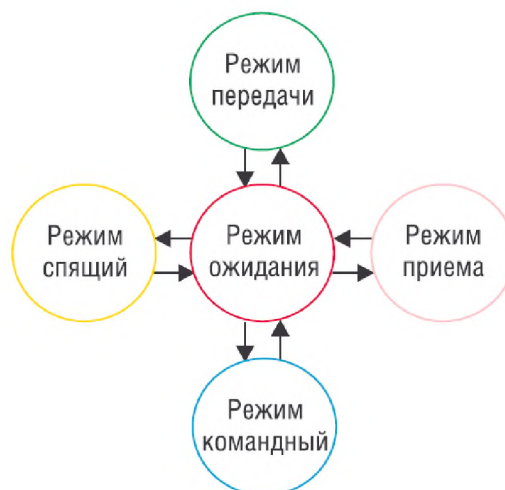 Режим
передачи
Режим
спящий
Режим
ожидания
Режим
приема
Режим
командный